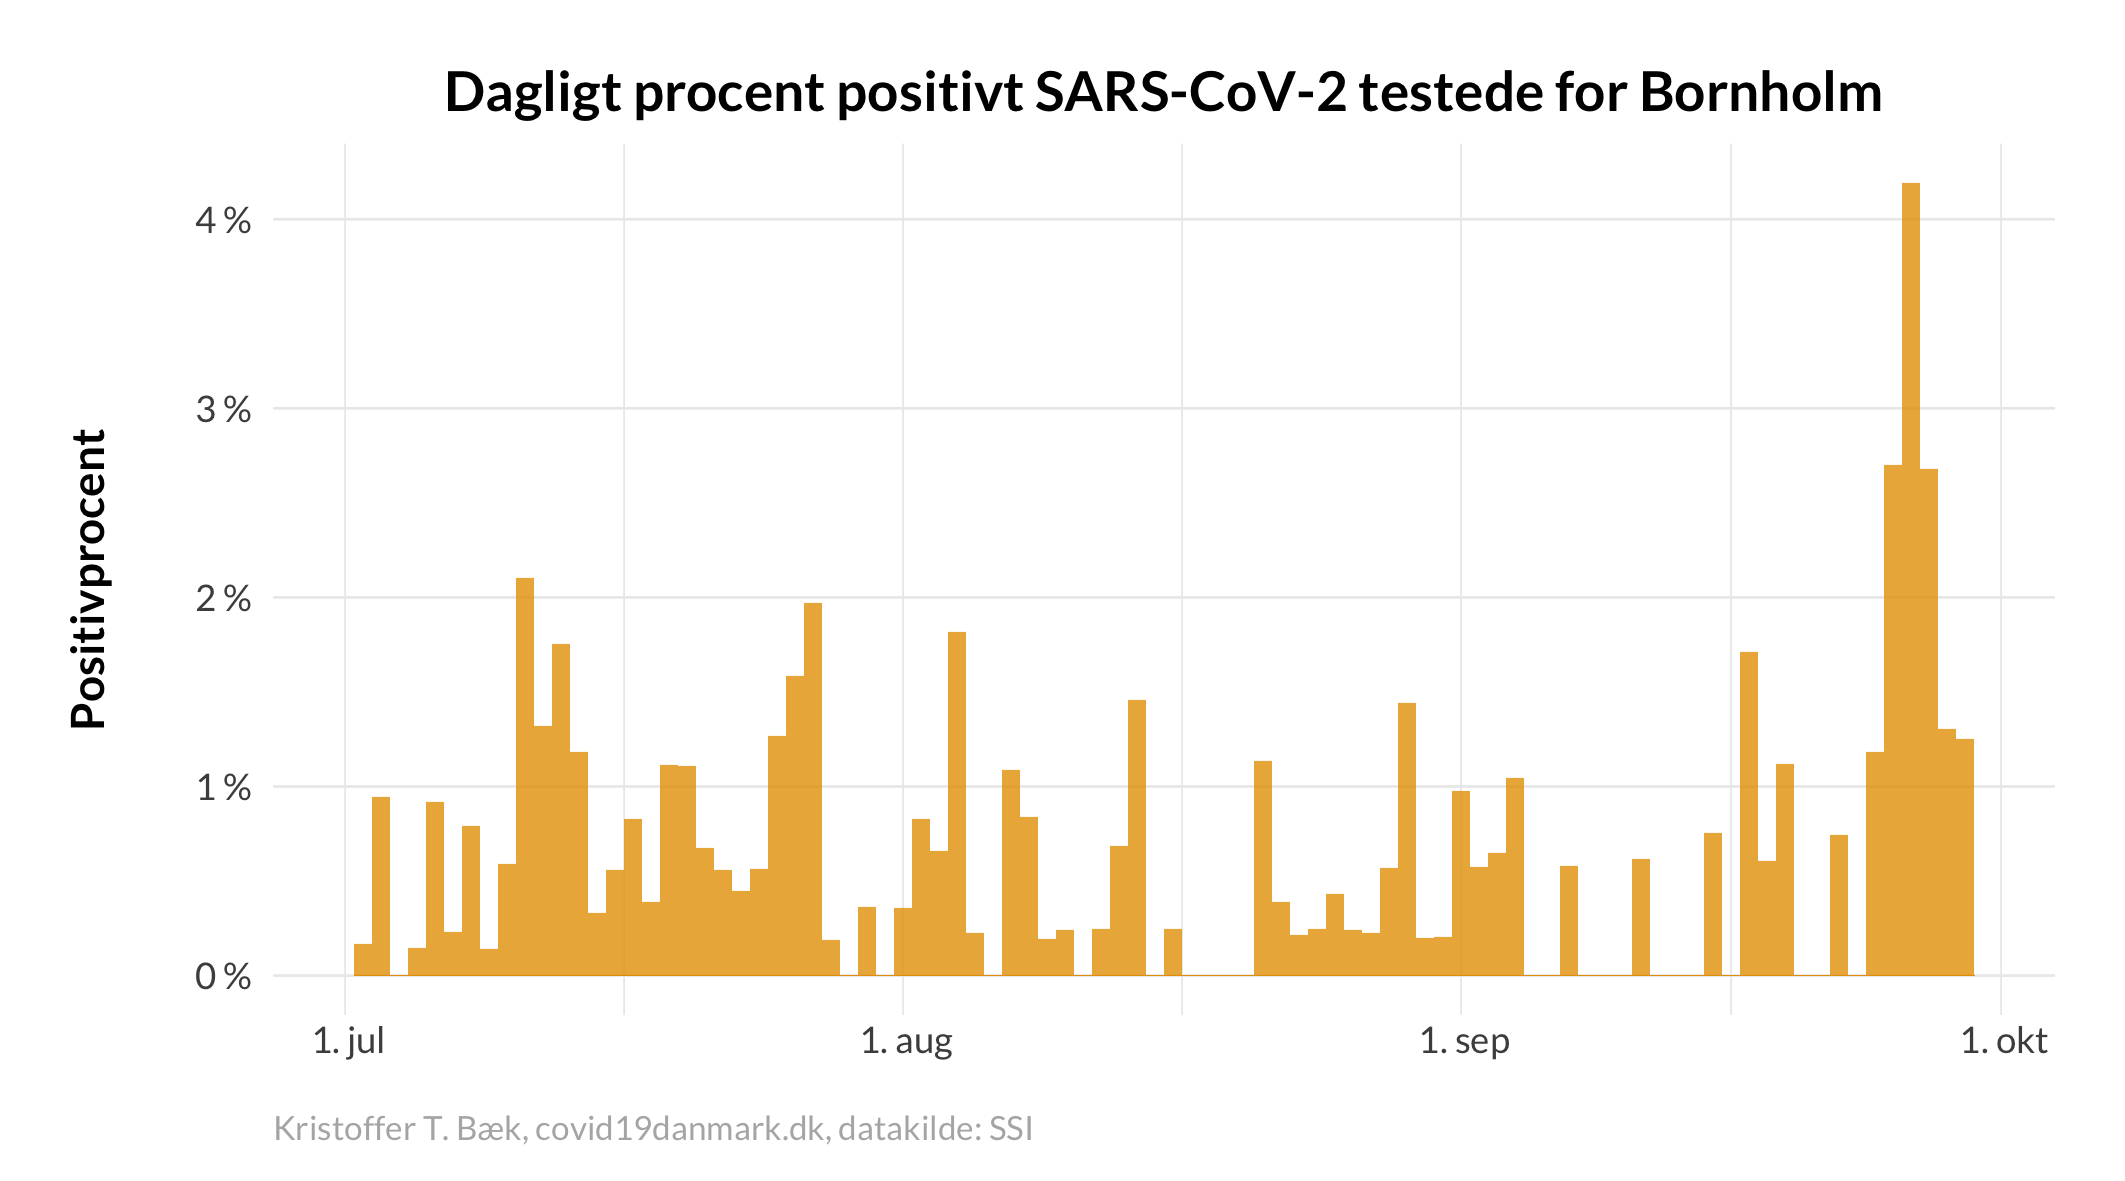 Dagligt procent positivt SARS-CoV-2 testede for Bornholm
Positivprocent
4 %
3 %
2 %
1 %
0 %
1. jul
1. aug
1. sep
1. okt
Kristoffer T. Bæk, covid19danmark.dk, datakilde: SSI